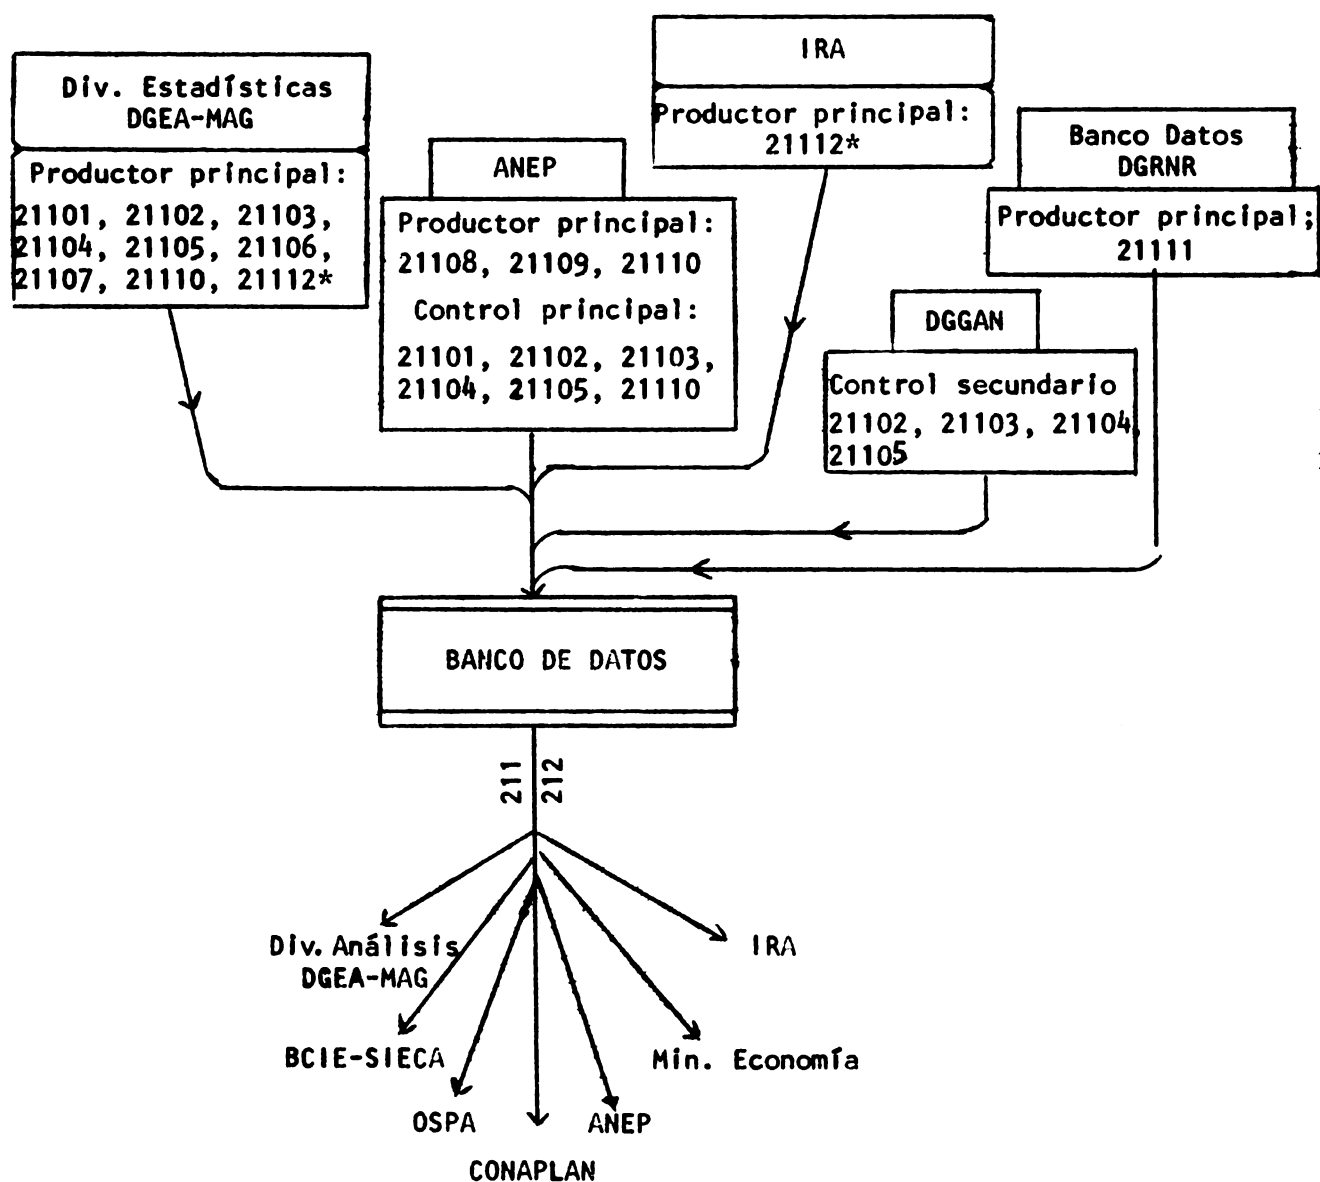 Div. Estadísticas
DGEA-MAG
Productor principal:
21101, 21102, 21103,
21104, 21105, 21106,
21107, 21110, 21112*
ANEP
Productor principal:
21108, 21109, 21110
Control principal:
21101, 21102, 21103,
21104, 21105, 21110
IRA
Productor principal:
21112*
Banco Datos
DGRNR
Productor principal;
21111
DGGAN
Control secundario
21102, 21103, 21104,
21105
BANCO DE DATOS
211
212
Div. Análisis
DGEA-MAG
BCIE-SIECA
OSPA
CONAPLAN
ANEP
Min. Economía
IRA